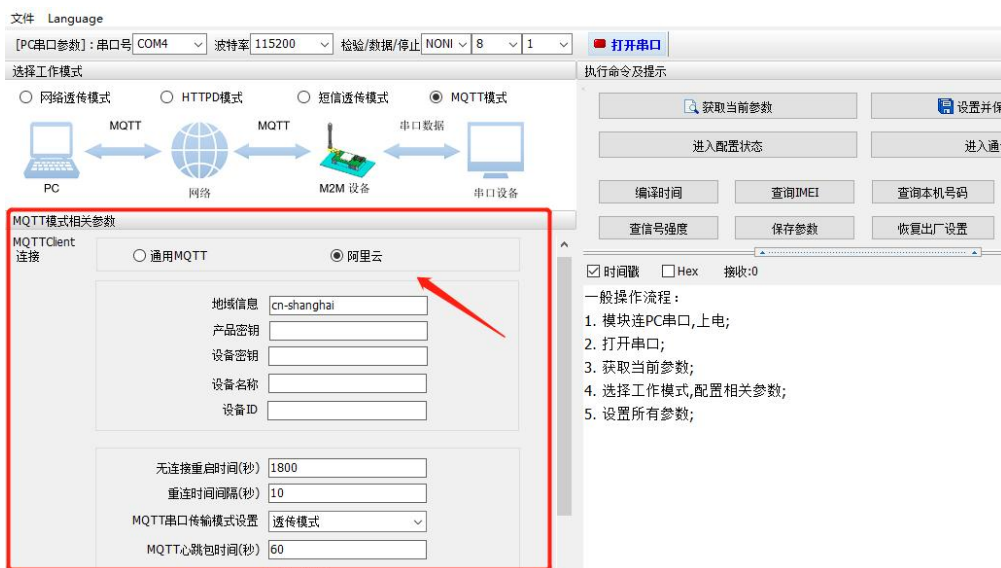 文件 Language
[PC串口参数]:串口号 COM4 波特率 115200 检验/数据/停止 NONI 8 1 打开串口
选择工作模式
网络透传模式 HTTPD模式 短信透传模式 MQTT模式
MQTT MQTT 串口数据
PC 网络 M2M 设备 串口设备
MQTT模式相关参数
MQTTClient
连接
通用MQTT 阿里云
地域信息 cn-shanghai
产品密钥
设备密钥
设备名称
设备ID
无连接重启时间(秒) 1800
重连时间间隔(秒) 10
MQTT串口传输模式设置 透传模式
MQTT心跳包时间(秒) 60
执行命令及提示
获取当前参数 设置并保
进入配置状态 进入通
编译时间 查询IMEI 查询本机号码
查信号强度 保存参数 恢复出厂设置
时间戳 Hex 接收:0
一般操作流程:
1. 模块连PC串口,上电;
2. 打开串口;
3. 获取当前参数;
4. 选择工作模式,配置相关参数;
5. 设置所有参数;